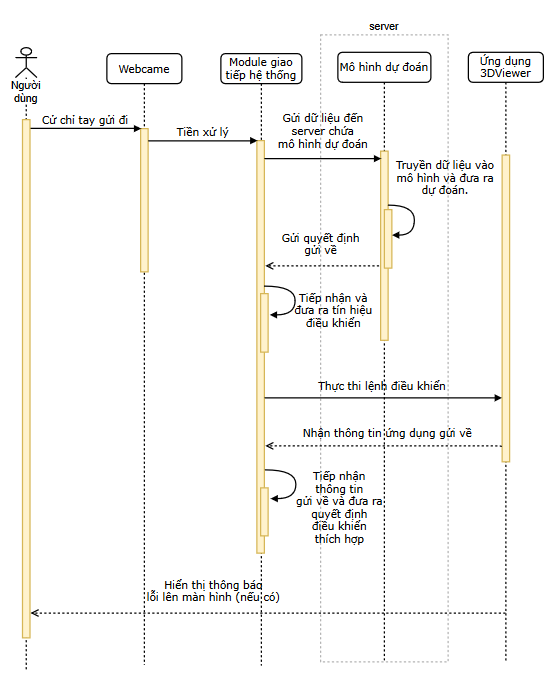 server
Người
dùng
Webcame
Module giao
tiếp hệ thống
Mô hình dự đoán
Ứng dụng
3DViewer
Cử chỉ tay gửi đi
Tiền xử lý
Gửi dữ liệu đến
server chứa
mô hình dự đoán
Truyền dữ liệu vào
mô hình và đưa ra
dự đoán.
Gửi quyết định
gửi về
Tiếp nhận và
đưa ra tín hiệu
điều khiển
Thực thi lệnh điều khiển
Nhận thông tin ứng dụng gửi về
Tiếp nhận
thông tin
gửi về và đưa ra
quyết định
điều khiển
thích hợp
Hiển thị thông báo
lỗi lên màn hình (nếu có)